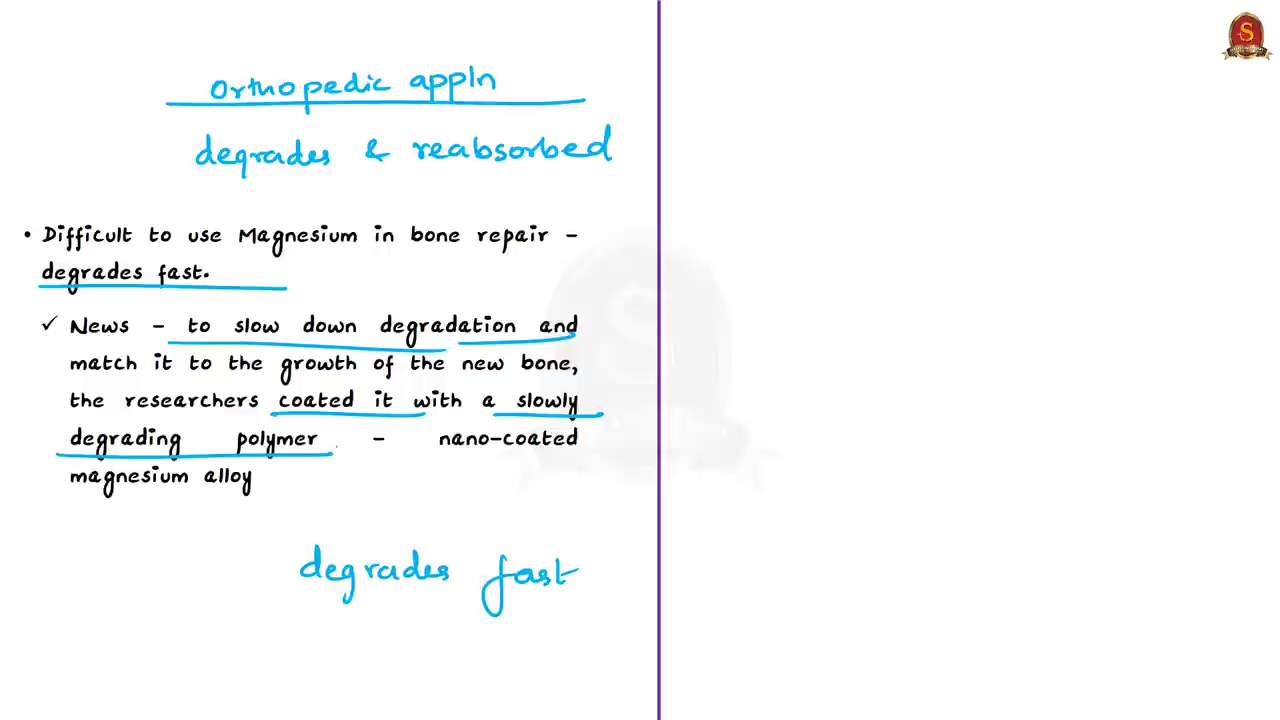 Orthopedic appln
degrades & reabsorbed
• Difficult to use Magnesium in bone repair –
degrades fast.
✓ News – to slow down degradation and
match it to the growth of the new bone,
the researchers coated it with a slowly
degrading polymer – nano-coated
magnesium alloy
degrades fast
S